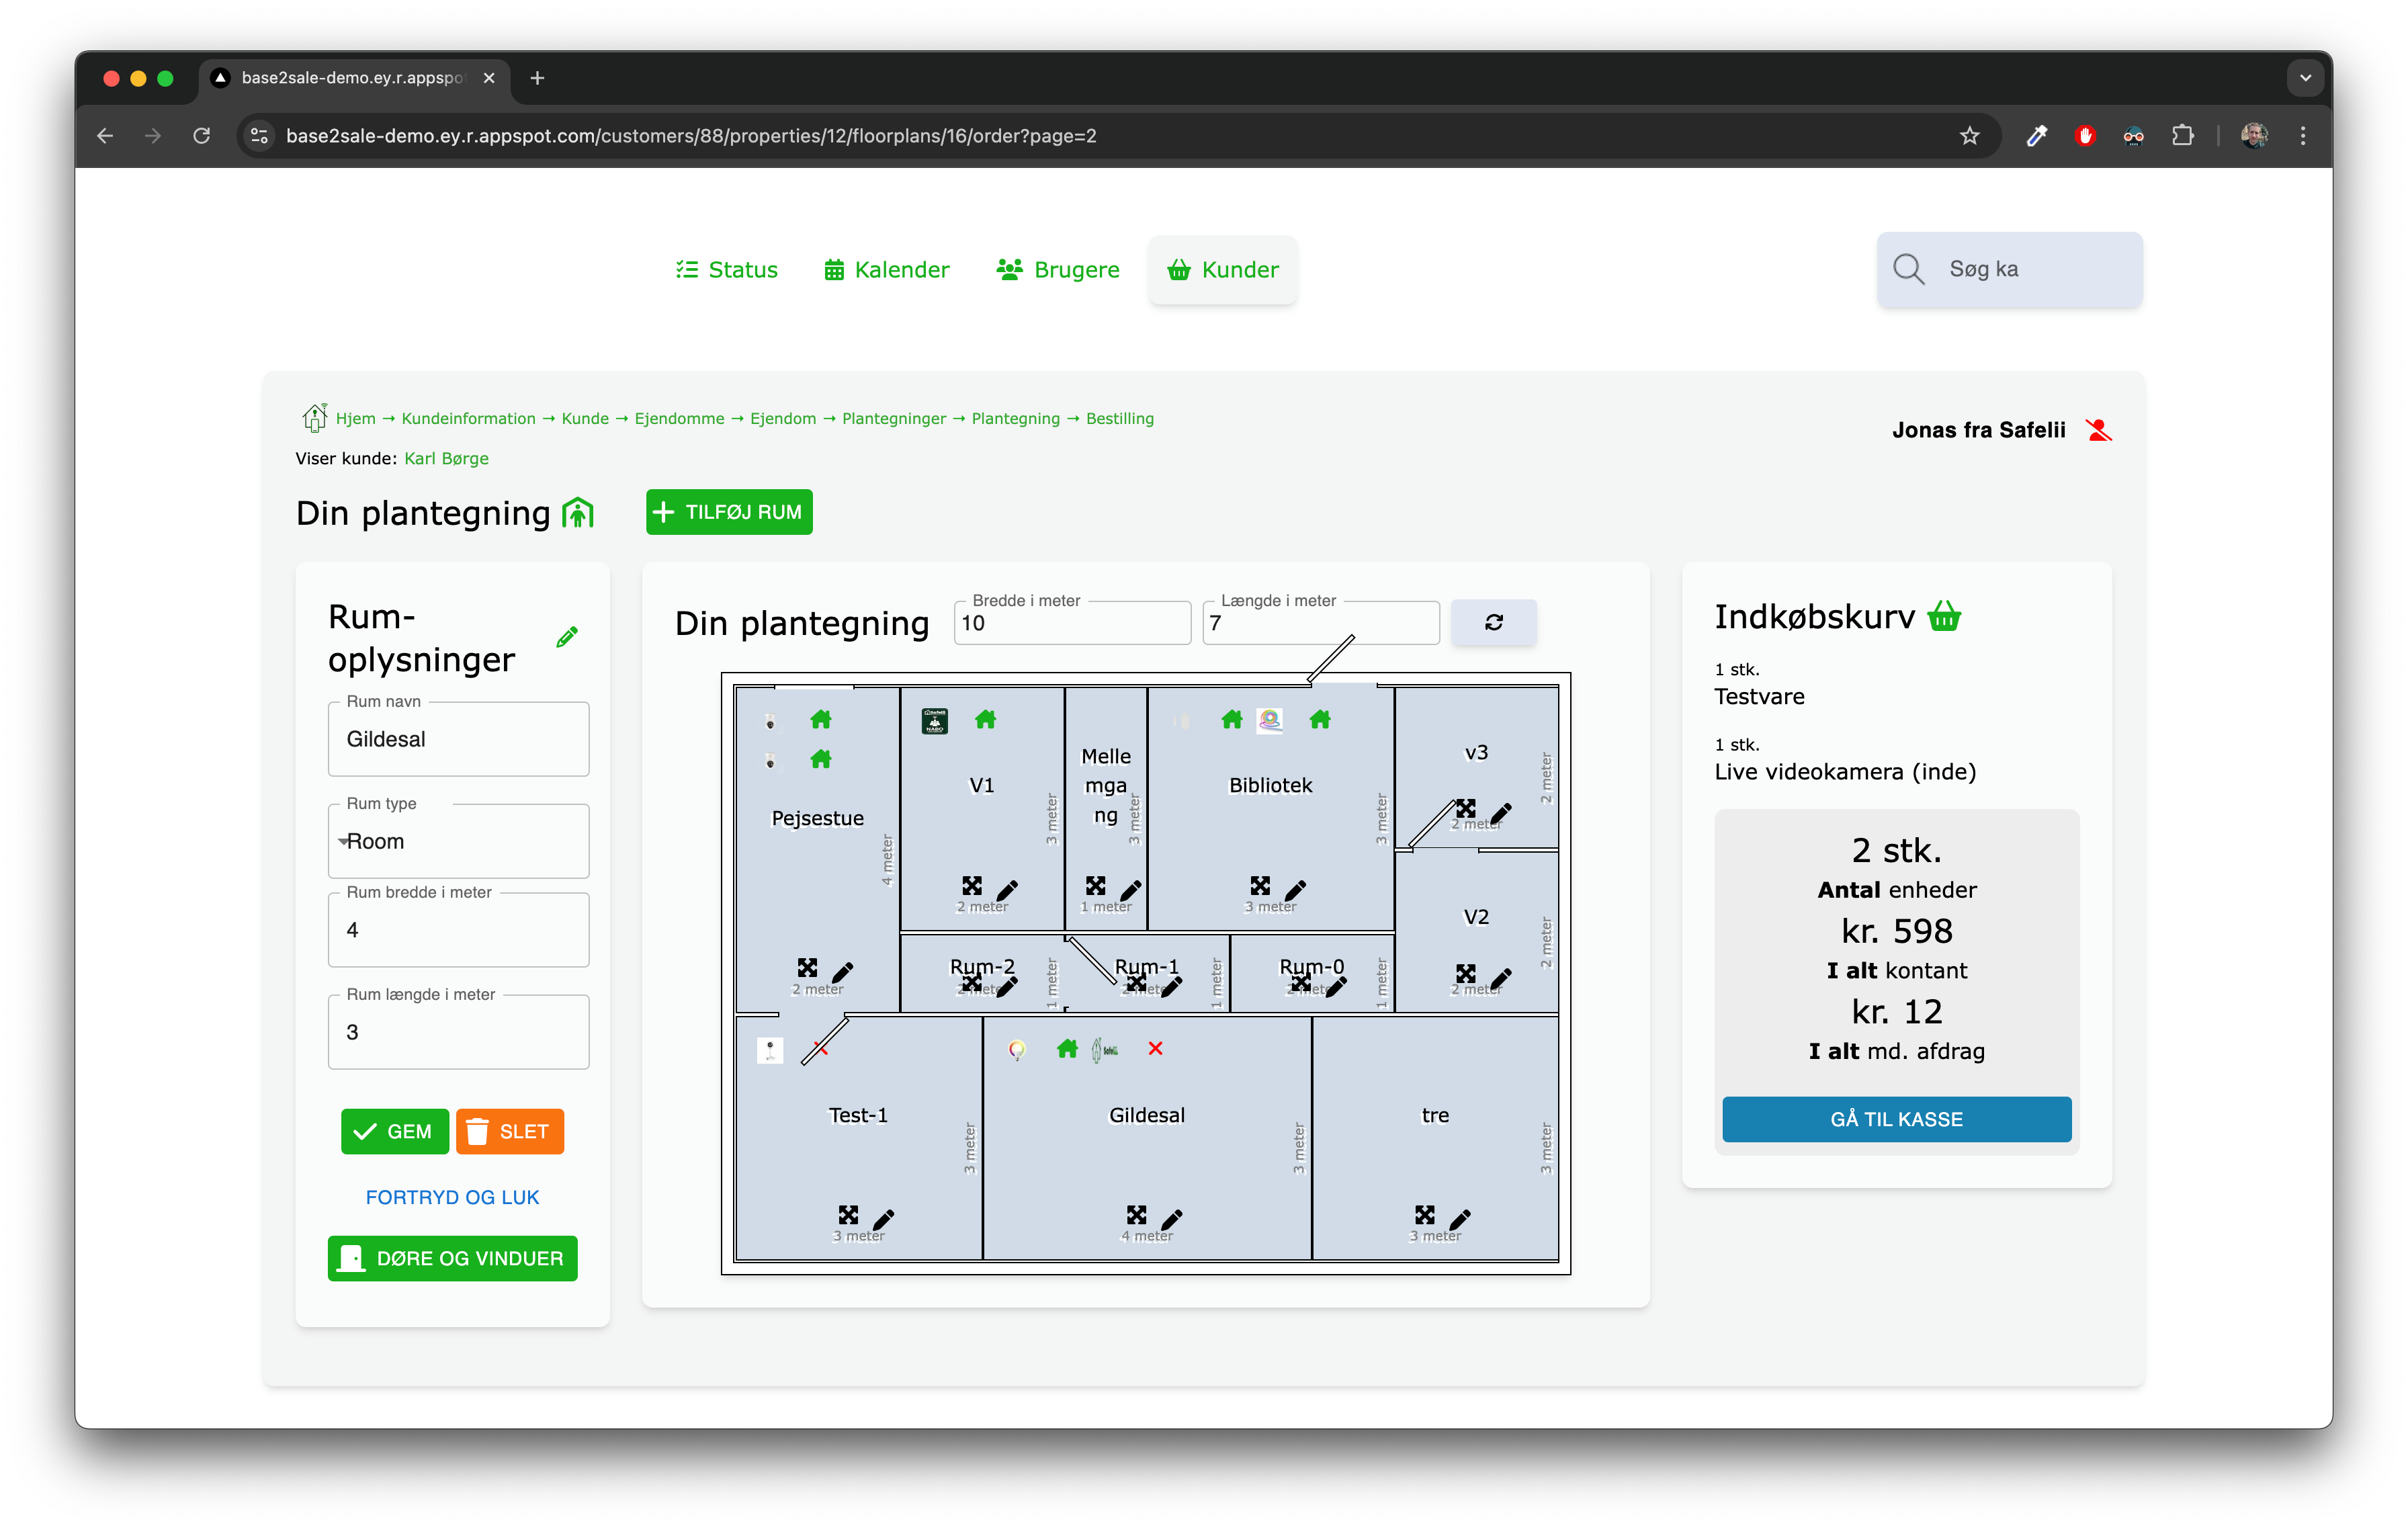 base2sale-demo.ey.r.appspot
base2sale-demo.ey.r.appspot.com/customers/88/properties/12/floorplans/16/order?page=2
Status
Kalender
Brugere
Kunder
Søg ka
Hjem → Kundeinformation → Kunde → Ejendomme → Ejendom → Plantegninger → Plantegning → Bestilling
Jonas fra Safelii
Viser kunde: Karl Børge
Din plantegning
TILFØJ RUM
Rum-
oplysninger
Rum navn
Gildesal
Rum type
Room
Rum bredde i meter
4
Rum længde i meter
3
GEM
SLET
FORTRYD OG LUK
DØRE OG VINDUER
Din plantegning
Bredde i meter
10
Længde i meter
7
Pejsestue
4 meter
2 meter
V1
3 meter
2 meter
Melle
mga
ng
3 meter
1 meter
Bibliotek
3 meter
3 meter
v3
2 meter
2 meter
V2
2 meter
2 meter
Rum-2
1 meter
2 meter
Rum-1
1 meter
2 meter
Rum-0
1 meter
2 meter
Test-1
3 meter
3 meter
Gildesal
3 meter
4 meter
tre
3 meter
3 meter
Indkøbskurv
1 stk.
Testvare
1 stk.
Live videokamera (inde)
2 stk.
Antal enheder
kr. 598
I alt kontant
kr. 12
I alt md. afdrag
GÅ TIL KASSE